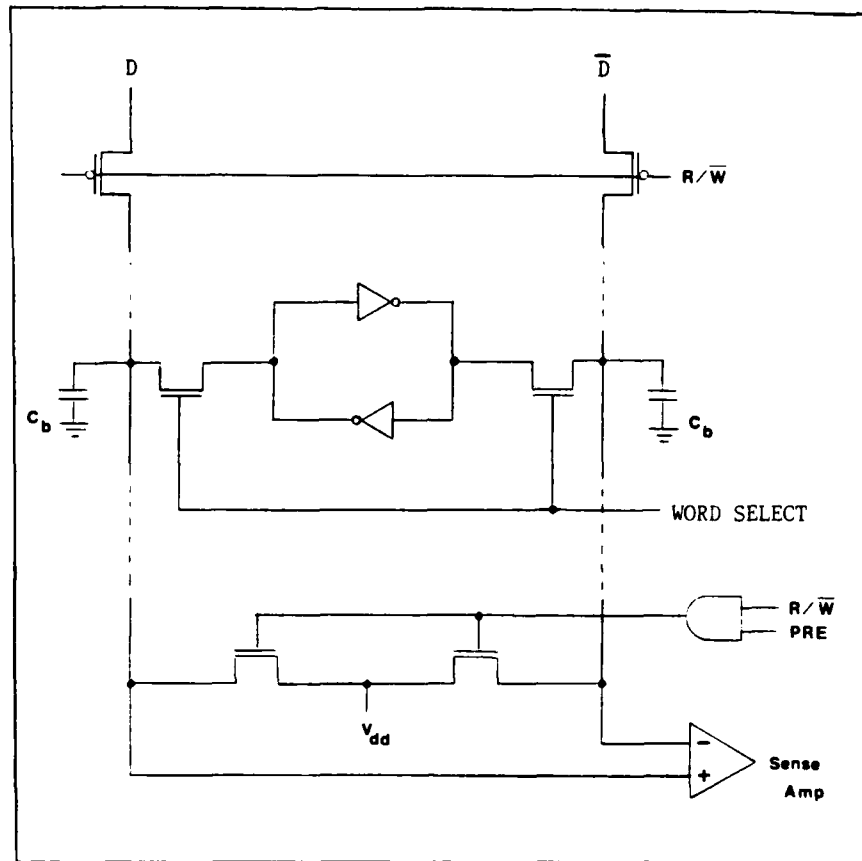 D D̅
R/W̅
C_b C_b
WORD SELECT
R/W̅
PRE
V_dd
- 
+ Sense
Amp